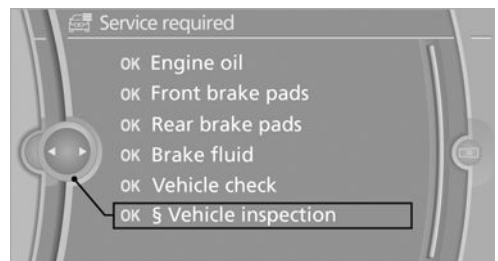 Service required
OK Engine oil
OK Front brake pads
OK Rear brake pads
OK Brake fluid
OK Vehicle check
OK § Vehicle inspection